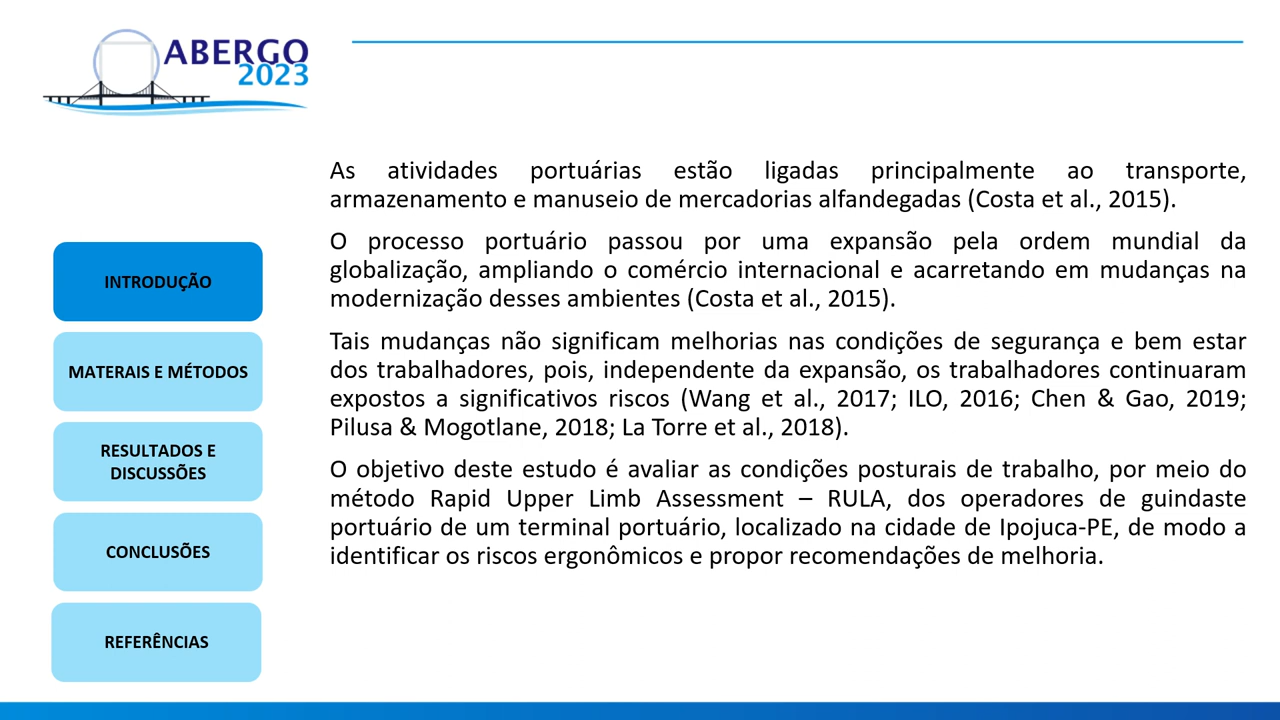 ABERGO
2023
As atividades portuárias estão ligadas principalmente ao transporte,
armazenamento e manuseio de mercadorias alfandegadas (Costa et al., 2015).
O processo portuário passou por uma expansão pela ordem mundial da
globalização, ampliando o comércio internacional e acarretando em mudanças na
modernização desses ambientes (Costa et al., 2015).
Tais mudanças não significam melhorias nas condições de segurança e bem estar
dos trabalhadores, pois, independente da expansão, os trabalhadores continuaram
expostos a significativos riscos (Wang et al., 2017; ILO, 2016; Chen & Gao, 2019;
Pilusa & Mogotlane, 2018; La Torre et al., 2018).
O objetivo deste estudo é avaliar as condições posturais de trabalho, por meio do
método Rapid Upper Limb Assessment – RULA, dos operadores de guindaste
portuário de um terminal portuário, localizado na cidade de Ipojuca-PE, de modo a
identificar os riscos ergonômicos e propor recomendações de melhoria.
INTRODUÇÃO
MATERAIS E MÉTODOS
RESULTADOS E
DISCUSSÕES
CONCLUSÕES
REFERÊNCIAS